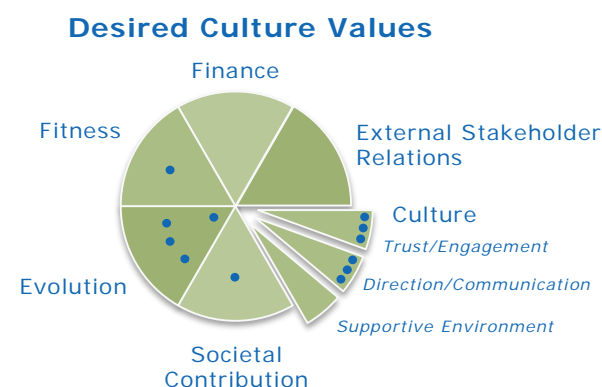 Desired Culture Values
Finance
Fitness
External Stakeholder
Relations
Culture
Trust/Engagement
Direction/Communication
Evolution
Supportive Environment
Societal
Contribution